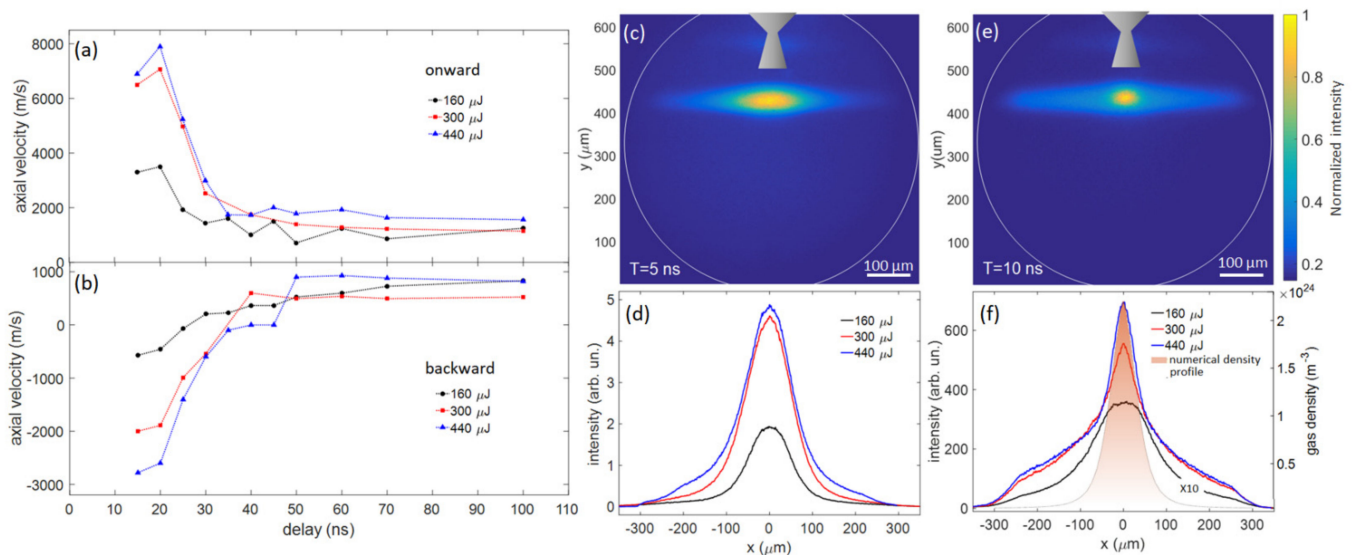 (a)
onward
160 μJ
300 μJ
440 μJ
axial velocity (m/s)
8000
6000
4000
2000
0
(b)
backward
160 μJ
300 μJ
440 μJ
axial velocity (m/s)
1000
0
-1000
-2000
-3000
0 10 20 30 40 50 60 70 80 90 100 110
delay (ns)
(c)
y (μm)
600
500
400
300
200
100
T=5 ns
100 μm
(e)
y(um)
600
500
400
300
200
100
T=10 ns
100 μm
1
0.8
0.6
0.4
0.2
Normalized intensity
(d)
160 μJ
300 μJ
440 μJ
intensity (arb. un.)
5
4
3
2
1
0
-300 -200 -100 0 100 200 300
x (μm)
(f)
160 μJ
300 μJ
440 μJ
numerical density
profile
X10
intensity (arb. un.)
600
400
200
0
×10²⁴
2
1.5
1
0.5
gas density (m⁻³)
-300 -200 -100 0 100 200 300
x (μm)